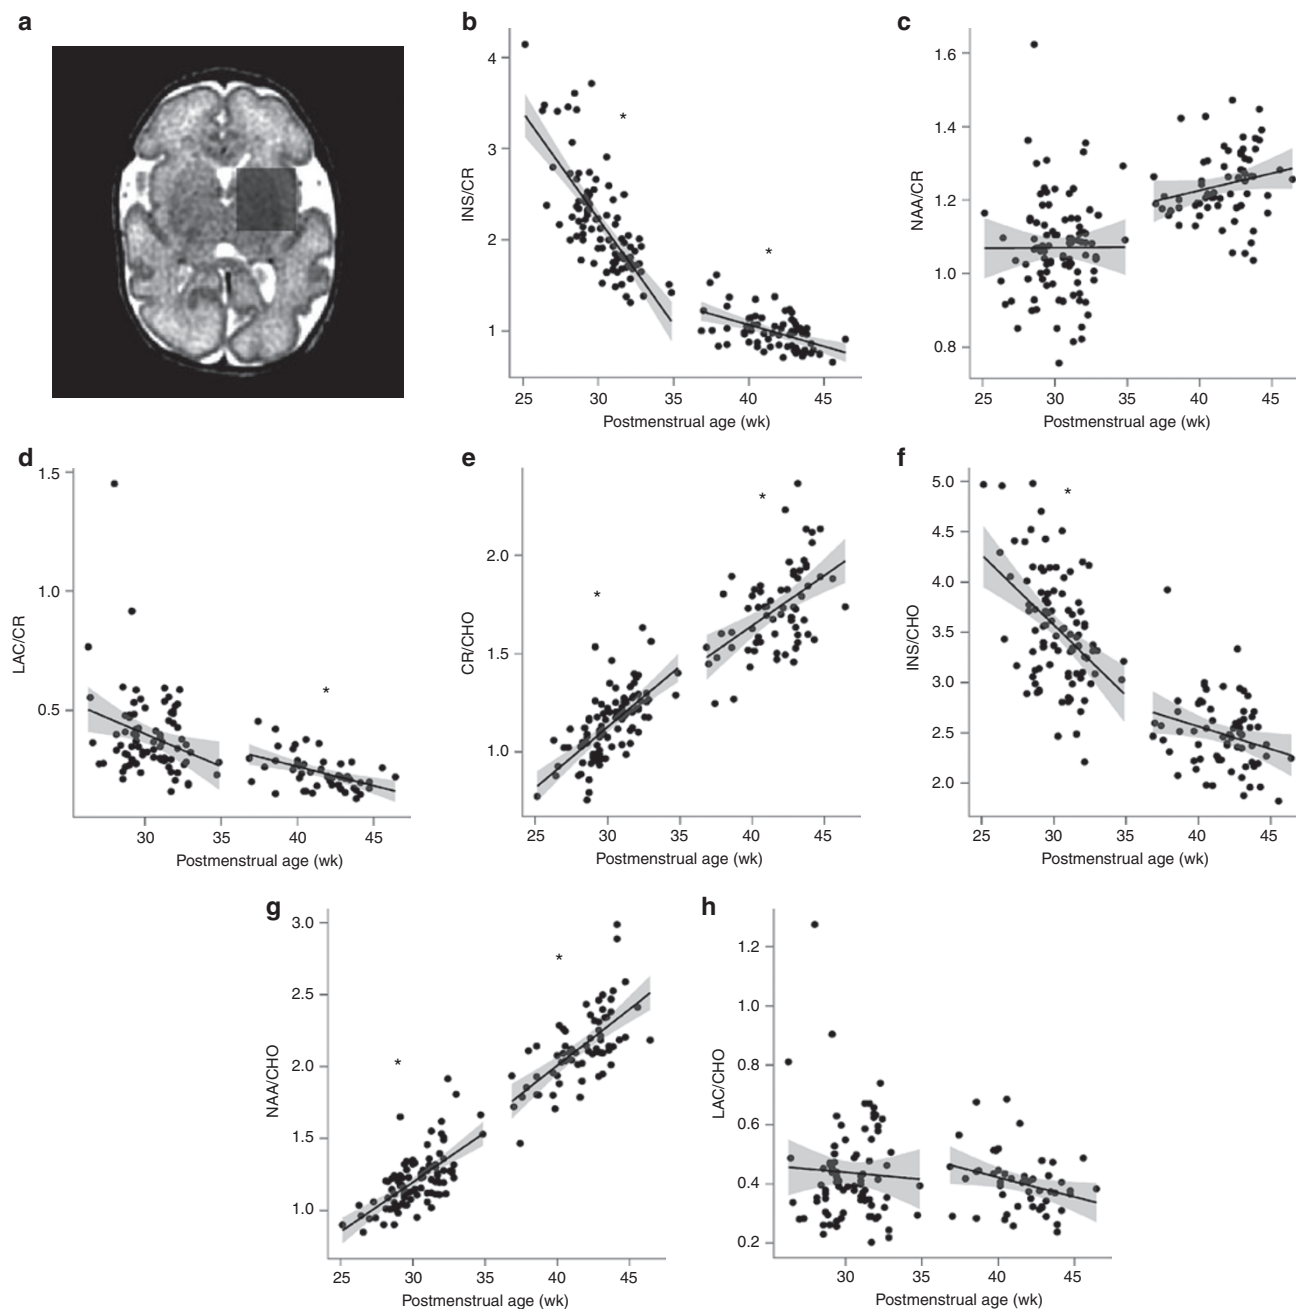 a
b
4
3
2
1
INS/CR
*
*
25 30 35 40 45
Postmenstrual age (wk)
c
1.6
1.4
1.2
1.0
0.8
NAA/CR
25 30 35 40 45
Postmenstrual age (wk)
d
1.5
1.0
0.5
LAC/CR
*
30 35 40 45
Postmenstrual age (wk)
e
2.0
1.5
1.0
CR/CHO
*
*
25 30 35 40 45
Postmenstrual age (wk)
f
5.0
4.5
4.0
3.5
3.0
2.5
2.0
INS/CHO
*
25 30 35 40 45
Postmenstrual age (wk)
g
3.0
2.5
2.0
1.5
1.0
NAA/CHO
*
*
25 30 35 40 45
Postmenstrual age (wk)
h
1.2
1.0
0.8
0.6
0.4
0.2
LAC/CHO
30 35 40 45
Postmenstrual age (wk)